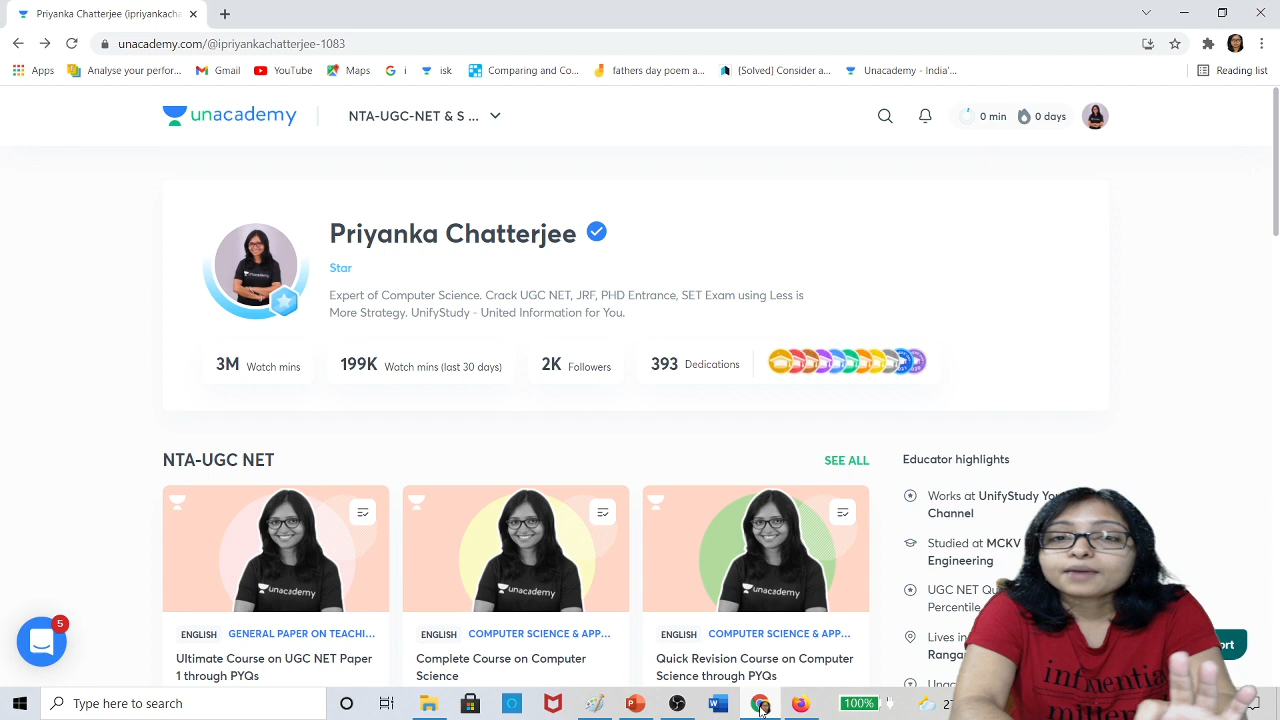 Priyanka Chatterjee (ipriyankacha
unacademy.com/@ipriyankachatterjee-1083
Apps
Analyse your perfor...
Gmail
YouTube
Maps
i
isk
Comparing and Co...
fathers day poem a...
[Solved] Consider a...
Unacademy - India'...
Reading list
unacademy
NTA-UGC-NET & S ...
0 min
0 days
Priyanka Chatterjee
Star
Expert of Computer Science. Crack UGC NET, JRF, PHD Entrance, SET Exam using Less is
More Strategy. UnifyStudy - United Information for You.
3M Watch mins
199K Watch mins (last 30 days)
2K Followers
393 Dedications
NTA-UGC NET
SEE ALL
Educator highlights
Works at UnifyStudy
Channel
Studied at MCKV
Engineering
UGC NET
Percentile
Lives in
unacademy
unacademy
unacademy
ENGLISH GENERAL PAPER ON TEACHI...
Ultimate Course on UGC NET Paper
1 through PYQs
ENGLISH COMPUTER SCIENCE & APP...
Complete Course on Computer
Science
ENGLISH COMPUTER SCIENCE & APP...
Quick Revision Course on Computer
Science through PYQs
5
Type here to search
100%